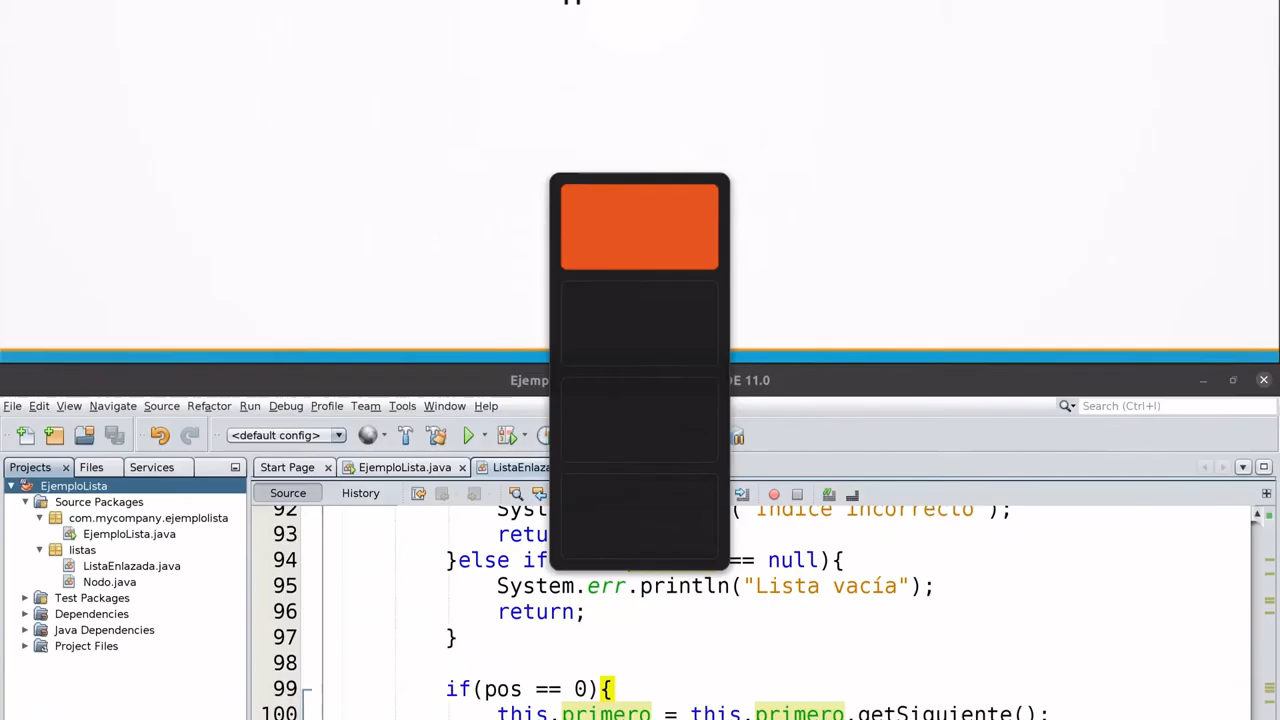 Ejemp DE 11.0
File Edit View Navigate Source Refactor Run Debug Profile Team Tools Window Help Search (Ctrl+I)
<default config>
Projects Files Services Start Page EjemploLista.java ListaEnlaza
Source History
EjemploLista
Source Packages
com.mycompany.ejemplolista
EjemploLista.java
listas
ListaEnlazada.java
Nodo.java
Test Packages
Dependencies
Java Dependencies
Project Files
92 Syst ("Indice incorrecto");
93 retu
94 }else if == null){
95 System.err.println("Lista vacía");
96 return;
97 }
98
99 if(pos == 0){
100 this.primero = this.primero.getSiguiente();